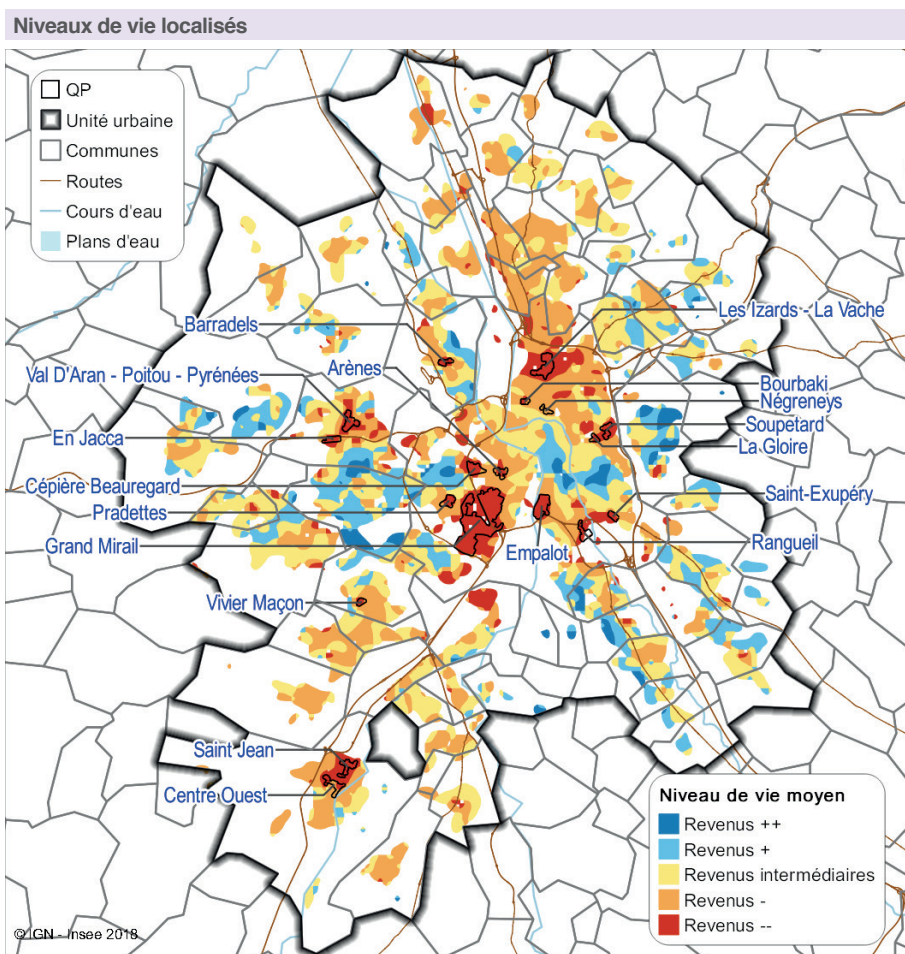 Niveaux de vie localisés
QP
Unité urbaine
Communes
Routes
Cours d'eau
Plans d'eau
Barradels
Les Izards - La Vache
Val D'Aran - Poitou - Pyrénées
Arènes
Bourbaki
Négreneys
En Jacca
Soupetard
La Gloire
Cépière Beauregard
Saint-Exupéry
Pradettes
Grand Mirail
Empalot
Rangueil
Vivier Maçon
Saint Jean
Centre Ouest
Niveau de vie moyen
Revenus ++
Revenus +
Revenus intermédiaires
Revenus -
Revenus --
© IGN - Insee 2018